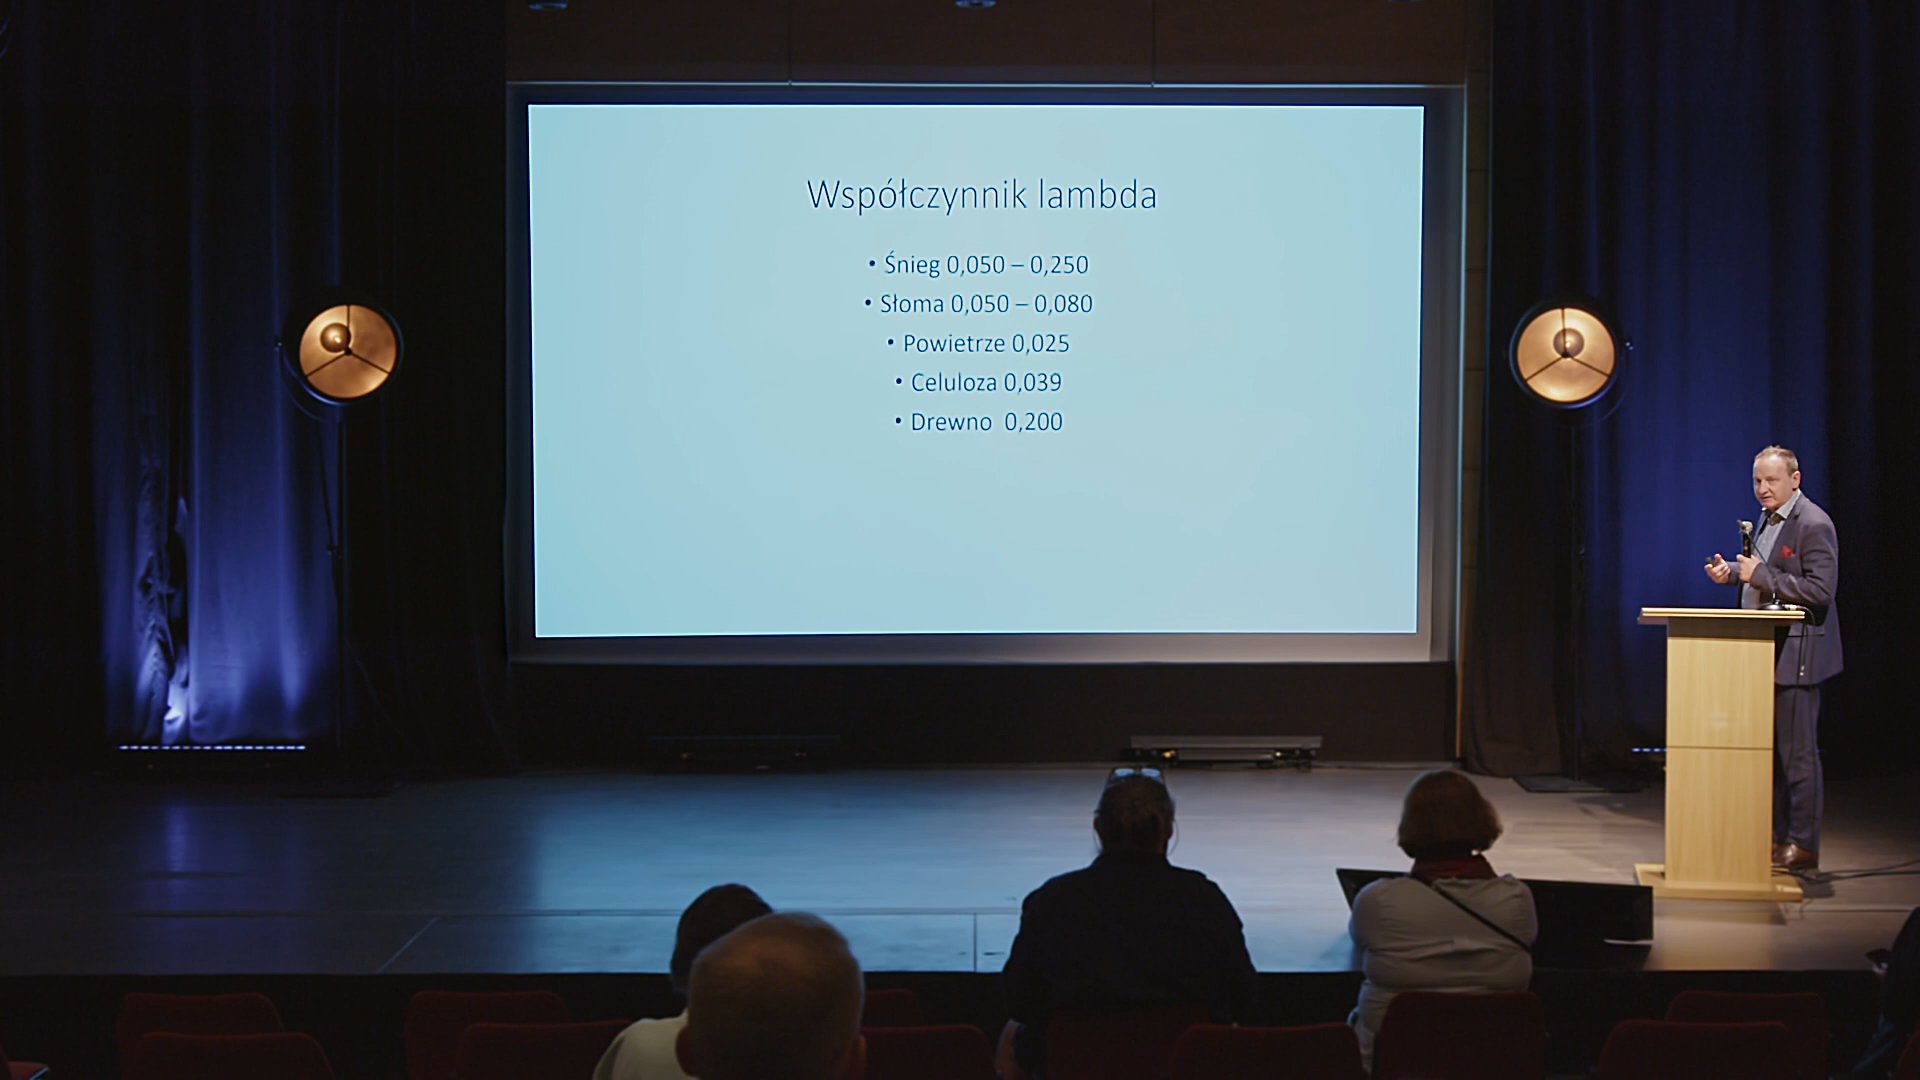 Współczynnik lambda
• Śnieg 0,050 – 0,250
• Słoma 0,050 – 0,080
• Powietrze 0,025
• Celuloza 0,039
• Drewno 0,200